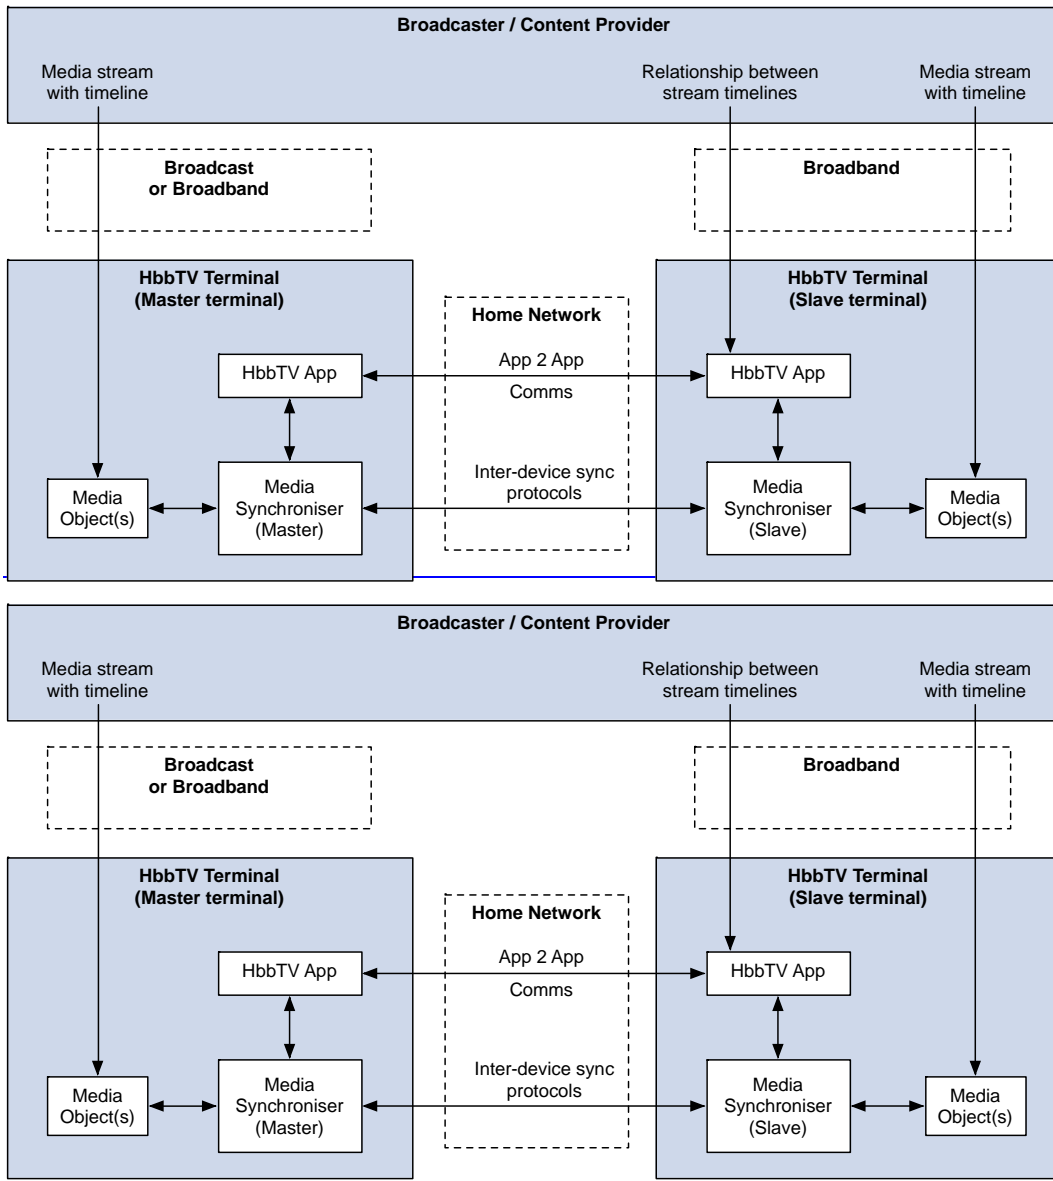 Broadcaster / Content Provider
Media stream
with timeline
Relationship between
stream timelines
Media stream
with timeline
Broadcast
or Broadband
Broadband
HbbTV Terminal
(Master terminal)
HbbTV Terminal
(Slave terminal)
Home Network
App 2 App
Comms
HbbTV App
HbbTV App
Inter-device sync
protocols
Media
Object(s)
Media
Synchroniser
(Master)
Media
Synchroniser
(Slave)
Media
Object(s)
Broadcaster / Content Provider
Media stream
with timeline
Relationship between
stream timelines
Media stream
with timeline
Broadcast
or Broadband
Broadband
HbbTV Terminal
(Master terminal)
HbbTV Terminal
(Slave terminal)
Home Network
App 2 App
Comms
HbbTV App
HbbTV App
Inter-device sync
protocols
Media
Object(s)
Media
Synchroniser
(Master)
Media
Synchroniser
(Slave)
Media
Object(s)